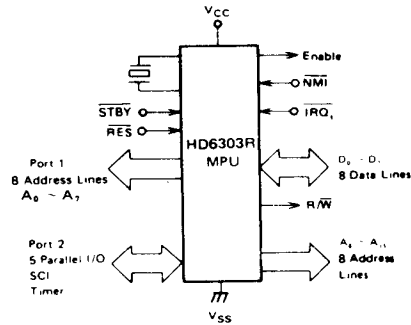 VCC
Enable
NMI
STBY
IRQ1
RES
HD6303R
MPU
Port 1
8 Address Lines
A0 ~ A7
D0 ~ D7
8 Data Lines
R/W
Port 2
5 Parallel I/O
SCI
Timer
A8 ~ A15
8 Address
Lines
VSS